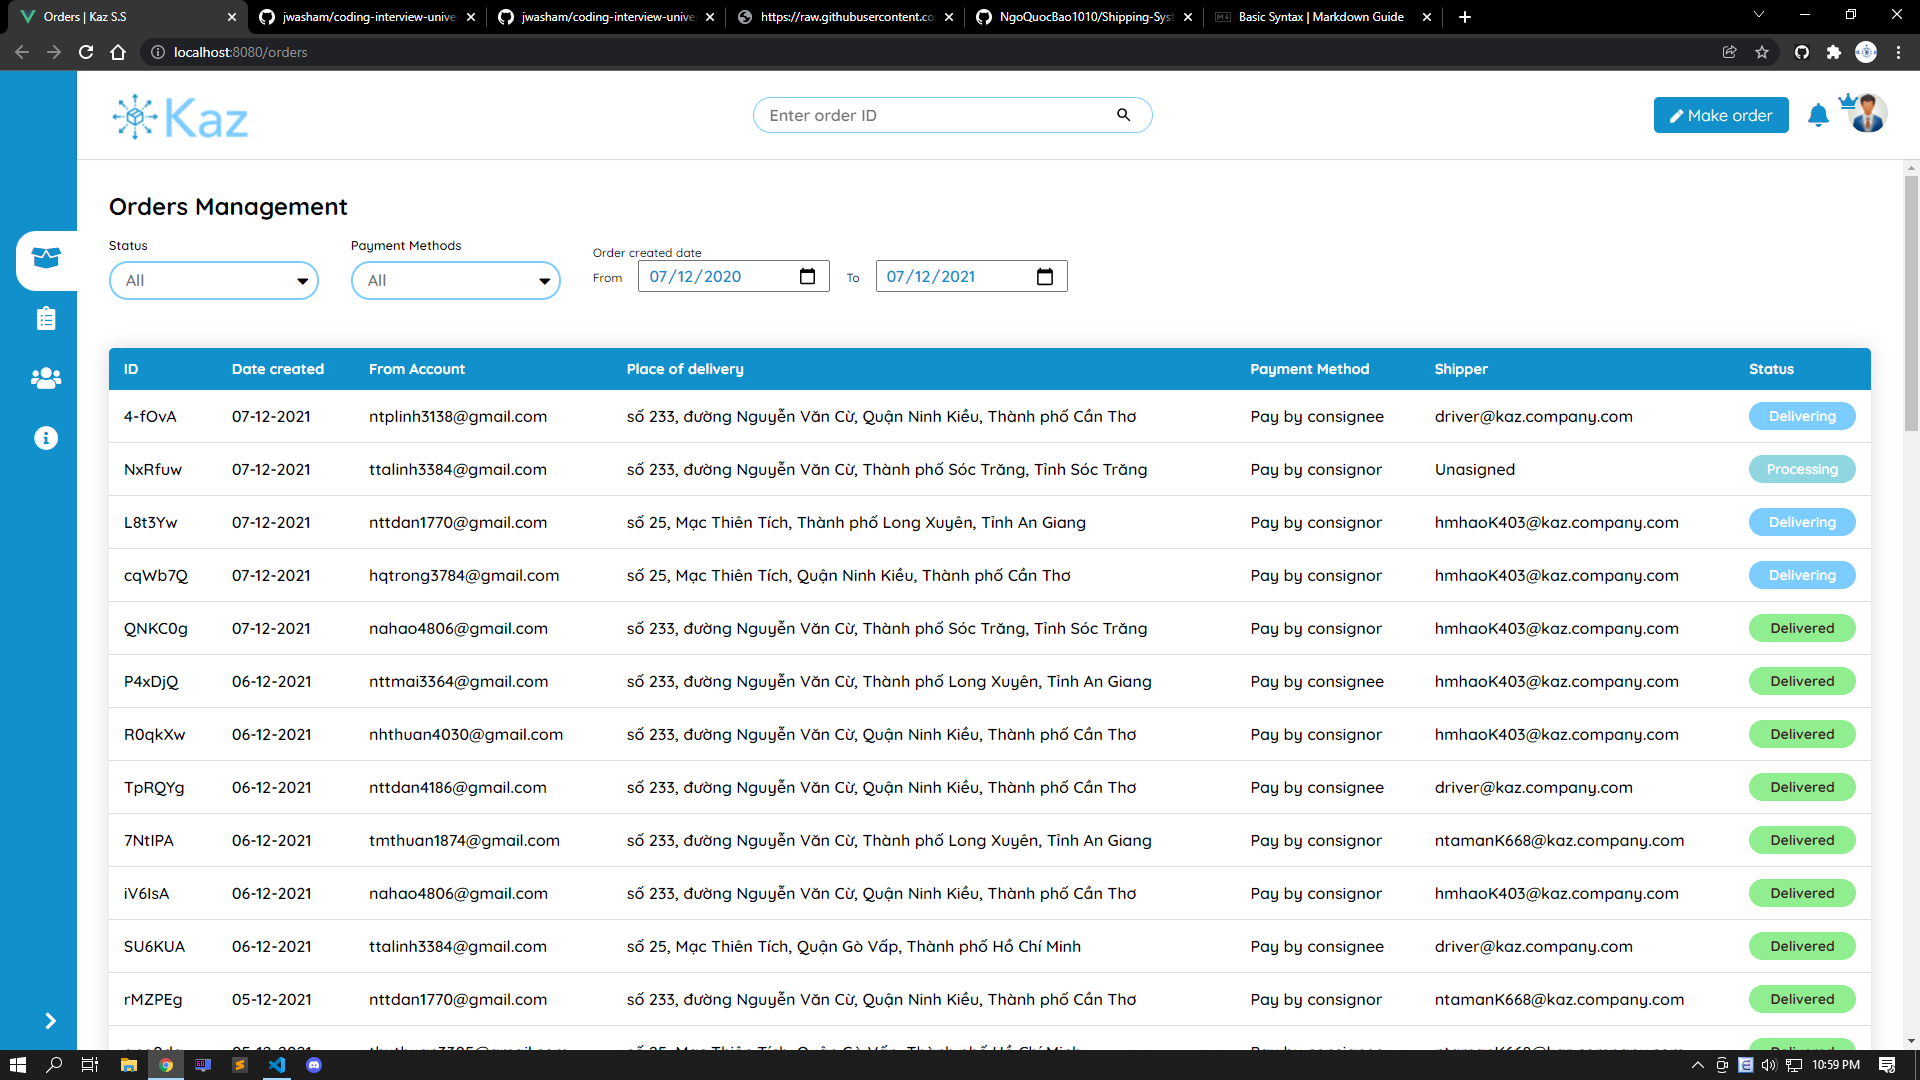 Orders | Kaz S.S
jwasham/coding-interview-unive
jwasham/coding-interview-unive
https://raw.githubusercontent.co
NgoQuocBao1010/Shipping-Syst
Basic Syntax | Markdown Guide
localhost:8080/orders
Kaz
Enter order ID
Make order
Orders Management
Status
Payment Methods
Order created date
All
All
From 07/12/2020 To 07/12/2021
ID Date created From Account Place of delivery Payment Method Shipper Status
4-fOvA 07-12-2021 ntplinh3138@gmail.com số 233, đường Nguyễn Văn Cừ, Quận Ninh Kiều, Thành phố Cần Thơ Pay by consignee driver@kaz.company.com Delivering
NxRfuw 07-12-2021 ttalinh3384@gmail.com số 233, đường Nguyễn Văn Cừ, Thành phố Sóc Trăng, Tỉnh Sóc Trăng Pay by consignor Unasigned Processing
L8t3Yw 07-12-2021 nttdan1770@gmail.com số 25, Mạc Thiên Tích, Thành phố Long Xuyên, Tỉnh An Giang Pay by consignor hmhaoK403@kaz.company.com Delivering
cqWb7Q 07-12-2021 hqtrong3784@gmail.com số 25, Mạc Thiên Tích, Quận Ninh Kiều, Thành phố Cần Thơ Pay by consignor hmhaoK403@kaz.company.com Delivering
QNKC0g 07-12-2021 nahao4806@gmail.com số 233, đường Nguyễn Văn Cừ, Thành phố Sóc Trăng, Tỉnh Sóc Trăng Pay by consignor hmhaoK403@kaz.company.com Delivered
P4xDjQ 06-12-2021 nttmai3364@gmail.com số 233, đường Nguyễn Văn Cừ, Thành phố Long Xuyên, Tỉnh An Giang Pay by consignee hmhaoK403@kaz.company.com Delivered
R0qkXw 06-12-2021 nhthuan4030@gmail.com số 233, đường Nguyễn Văn Cừ, Quận Ninh Kiều, Thành phố Cần Thơ Pay by consignor hmhaoK403@kaz.company.com Delivered
TpRQYg 06-12-2021 nttdan4186@gmail.com số 233, đường Nguyễn Văn Cừ, Quận Ninh Kiều, Thành phố Cần Thơ Pay by consignee driver@kaz.company.com Delivered
7NtIPA 06-12-2021 tmthuan1874@gmail.com số 233, đường Nguyễn Văn Cừ, Thành phố Long Xuyên, Tỉnh An Giang Pay by consignor ntamanK668@kaz.company.com Delivered
iV6IsA 06-12-2021 nahao4806@gmail.com số 233, đường Nguyễn Văn Cừ, Quận Ninh Kiều, Thành phố Cần Thơ Pay by consignor hmhaoK403@kaz.company.com Delivered
SU6KUA 06-12-2021 ttalinh3384@gmail.com số 25, Mạc Thiên Tích, Quận Gò Vấp, Thành phố Hồ Chí Minh Pay by consignee driver@kaz.company.com Delivered
rMZPEg 05-12-2021 nttdan1770@gmail.com số 233, đường Nguyễn Văn Cừ, Quận Ninh Kiều, Thành phố Cần Thơ Pay by consignor ntamanK668@kaz.company.com Delivered
10:59 PM